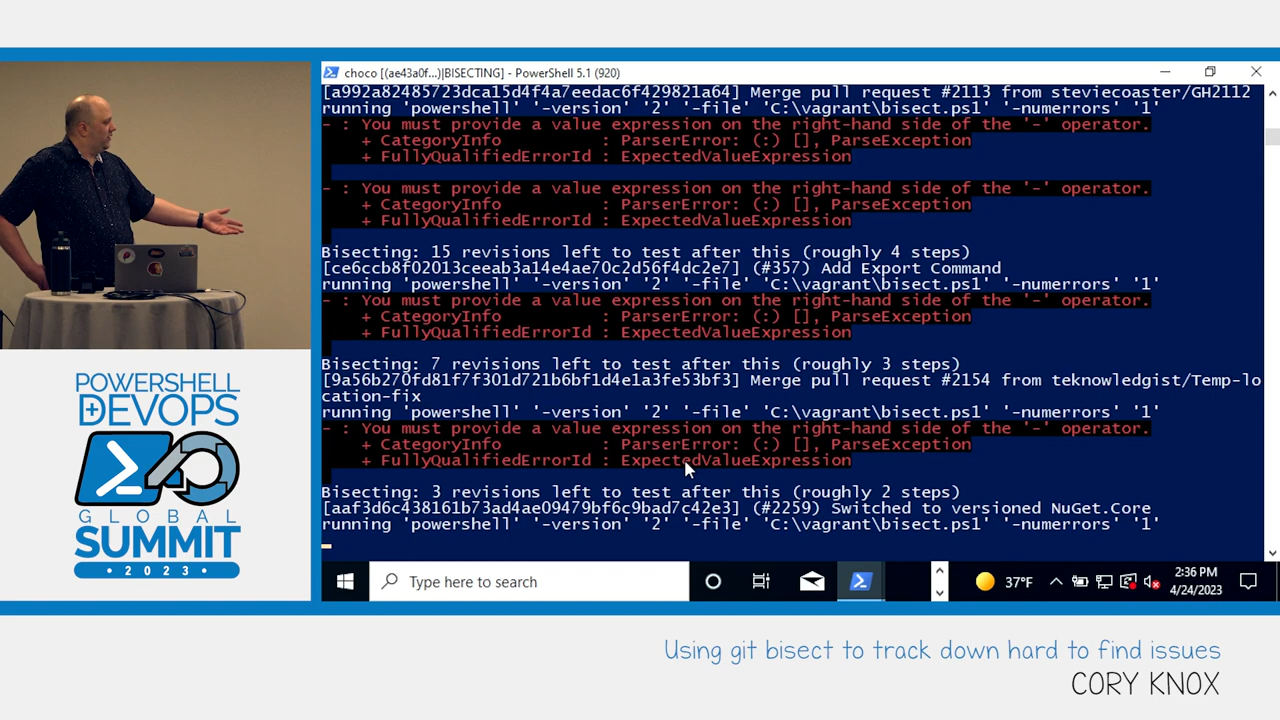 choco [(ae43a0f...)|BISECTING] - PowerShell 5.1 (920)
[a992a82485723dca15d4f4a7eedac6f429821a64] Merge pull request #2113 from steviecoaster/GH2112
running 'powershell' '-version' '2' '-file' 'C:\vagrant\bisect.ps1' '-numerrors' '1'
- : You must provide a value expression on the right-hand side of the '-' operator.
+ CategoryInfo : ParserError: (:) [], ParseException
+ FullyQualifiedErrorId : ExpectedValueExpression
- : You must provide a value expression on the right-hand side of the '-' operator.
+ CategoryInfo : ParserError: (:) [], ParseException
+ FullyQualifiedErrorId : ExpectedValueExpression
Bisecting: 15 revisions left to test after this (roughly 4 steps)
[ce6ccb8f02013ceeab3a14e4ae70c2d56f4dc2e7] (#357) Add Export Command
running 'powershell' '-version' '2' '-file' 'C:\vagrant\bisect.ps1' '-numerrors' '1'
- : You must provide a value expression on the right-hand side of the '-' operator.
+ CategoryInfo : ParserError: (:) [], ParseException
+ FullyQualifiedErrorId : ExpectedValueExpression
Bisecting: 7 revisions left to test after this (roughly 3 steps)
[9a56b270fd81f7f301d721b6bf1d4e1a3fe53bf3] Merge pull request #2154 from teknowledgist/Temp-lo
cation-fix
running 'powershell' '-version' '2' '-file' 'C:\vagrant\bisect.ps1' '-numerrors' '1'
- : You must provide a value expression on the right-hand side of the '-' operator.
+ CategoryInfo : ParserError: (:) [], ParseException
+ FullyQualifiedErrorId : ExpectedValueExpression
Bisecting: 3 revisions left to test after this (roughly 2 steps)
[aaf3d6c438161b73ad4ae09479bf6c9bad7c42e3] (#2259) Switched to versioned NuGet.Core
running 'powershell' '-version' '2' '-file' 'C:\vagrant\bisect.ps1' '-numerrors' '1'
Type here to search
37°F
2:36 PM
4/24/2023
POWERSHELL
+DEVOPS
GLOBAL
SUMMIT
• 2 0 2 3 •
Using git bisect to track down hard to find issues
CORY KNOX